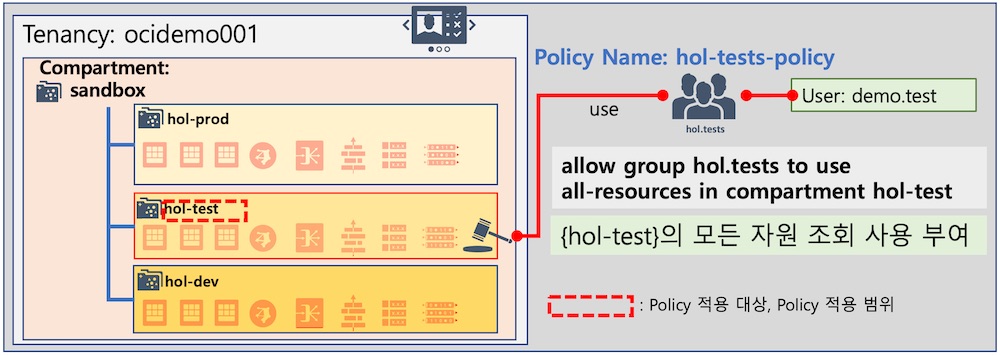 Tenancy: ocidemo001
Compartment:
sandbox
hol-prod
hol-test
hol-dev
Policy Name: hol-tests-policy
use
hol.tests
User: demo.test
allow group hol.tests to use
all-resources in compartment hol-test
{hol-test}의 모든 자원 조회 사용 부여
: Policy 적용 대상, Policy 적용 범위